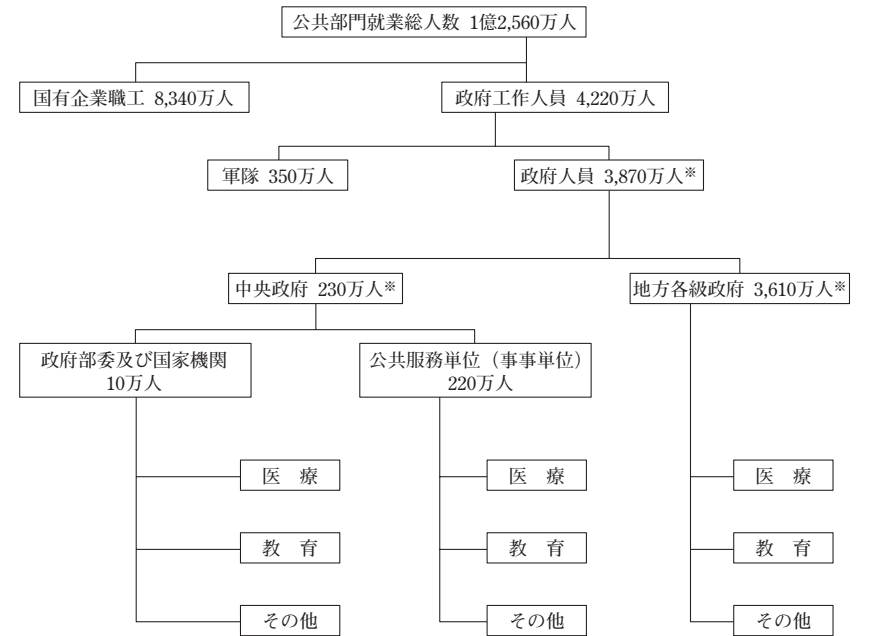 公共部門就業総人数 1億2,560万人
国有企業職工 8,340万人
政府工作人員 4,220万人
軍隊 350万人
政府人員 3,870万人※
中央政府 230万人※
地方各級政府 3,610万人※
政府部委及び国家機関
10万人
公共服務単位（事事単位）
220万人
医　療
医　療
医　療
教　育
教　育
教　育
その他
その他
その他